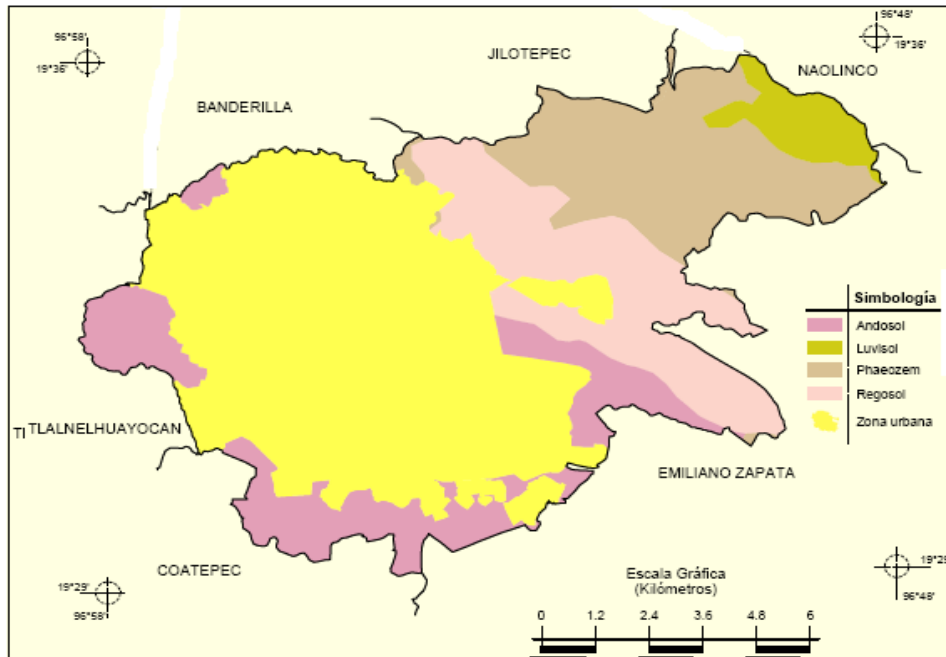 96°58'
19°36'
96°48'
19°36'
JILOTEPEC
NAOLINCO
BANDERILLA
Simbología
Andosol
Luvisol
Phaeozem
Regosol
Zona urbana
TI TLALNELHUAYOCAN
EMILIANO ZAPATA
COATEPEC
19°29'
96°58'
19°29'
96°48'
Escala Gráfica
(Kilómetros)
0 1.2 2.4 3.6 4.8 6